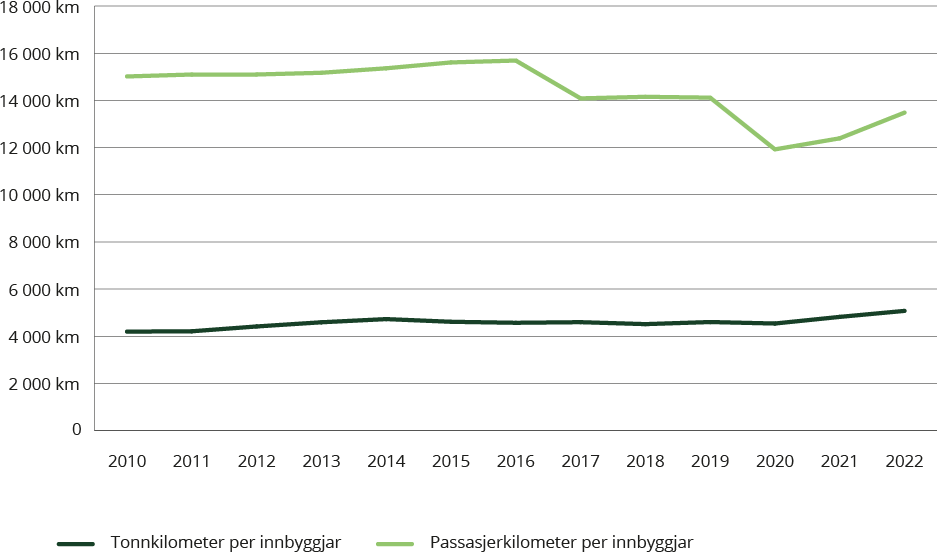 18 000 km
16 000 km
14 000 km
12 000 km
10 000 km
8 000 km
6 000 km
4 000 km
2 000 km
0
2010 2011 2012 2013 2014 2015 2016 2017 2018 2019 2020 2021 2022
Tonnkilometer per innbyggjar Passasjerkilometer per innbyggjar